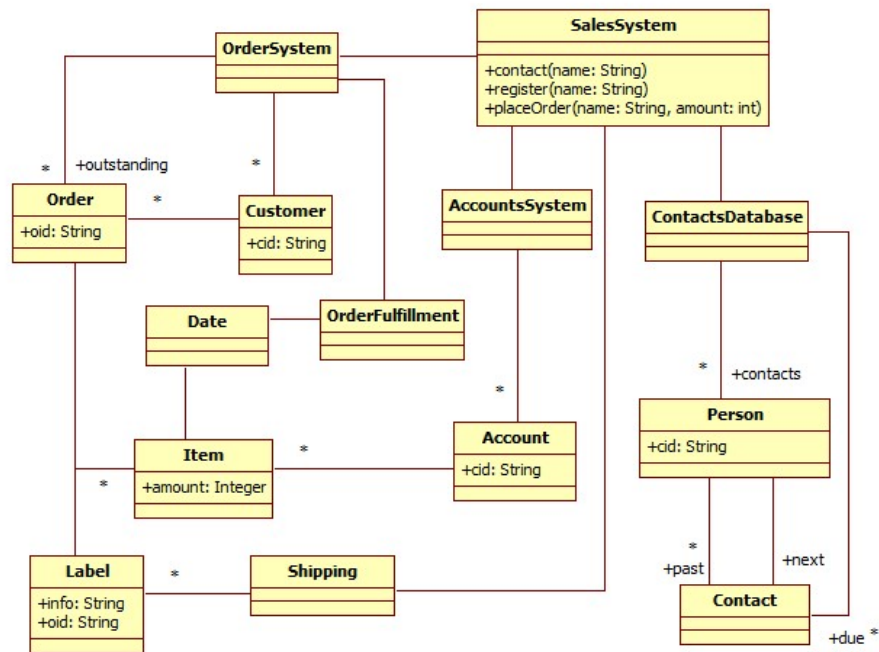 SalesSystem
+contact(name: String)
+register(name: String)
+placeOrder(name: String, amount: int)
OrderSystem
*
+outstanding
*
Order
+oid: String
*
Customer
+cid: String
AccountsSystem
ContactsDatabase
Date
OrderFulfillment
*
*
+contacts
Person
+cid: String
Account
+cid: String
Item
+amount: Integer
*
*
Label
+info: String
+oid: String
*
Shipping
*
+past
+next
Contact
+due *